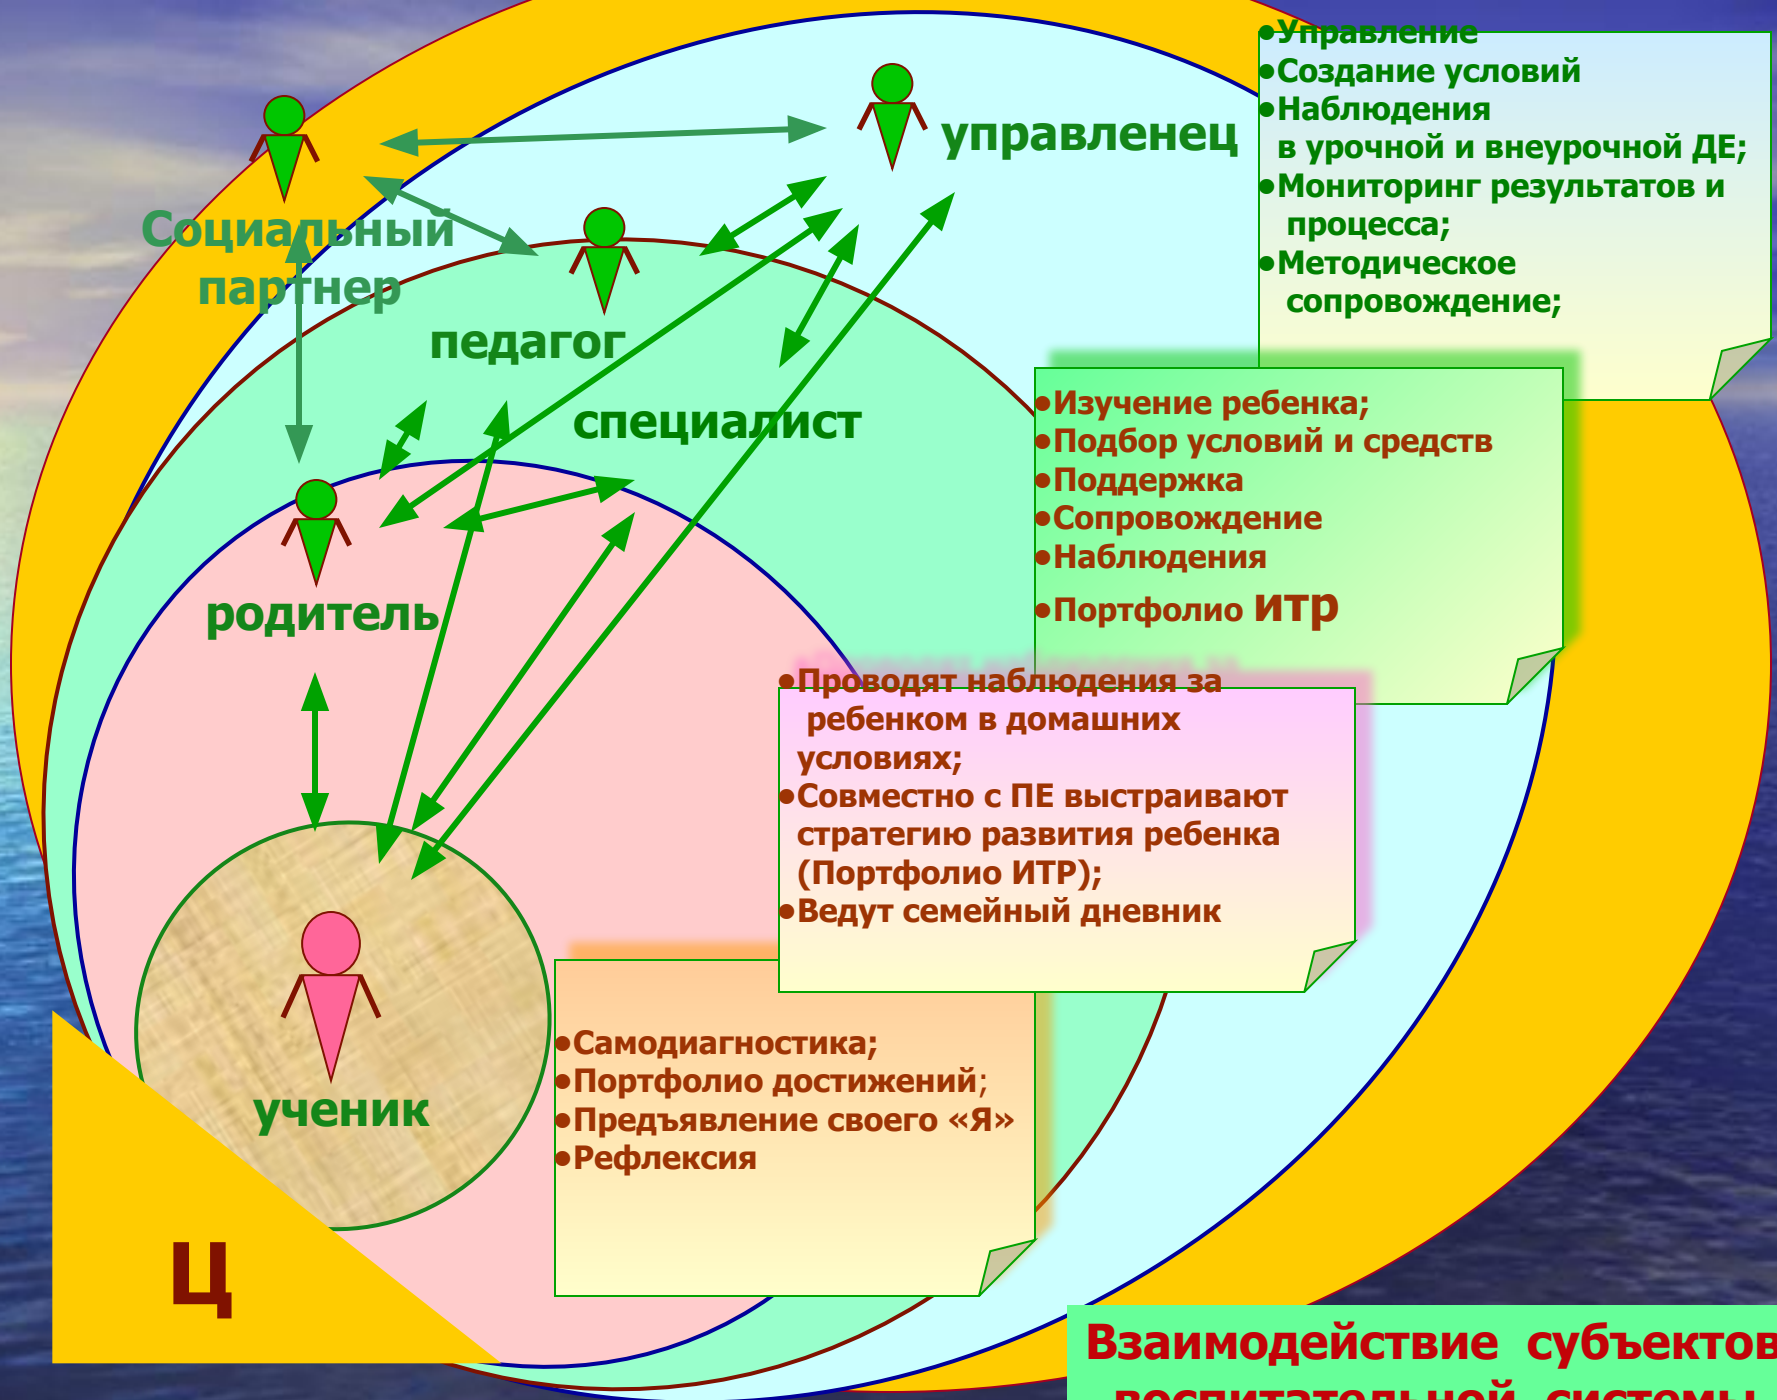 •Управление
•Создание условий
•Наблюдения
в урочной и внеурочной ДЕ;
•Мониторинг результатов и
процесса;
•Методическое
сопровождение;
управленец
Социальный
партнер
педагог
специалист
•Изучение ребенка;
•Подбор условий и средств
•Поддержка
•Сопровождение
•Наблюдения
•Портфолио итр
родитель
•Проводят наблюдения за
ребенком в домашних
условиях;
•Совместно с ПЕ выстраивают
стратегию развития ребенка
(Портфолио ИТР);
•Ведут семейный дневник
•Самодиагностика;
•Портфолио достижений;
•Предъявление своего «Я»
•Рефлексия
ученик
Ц
Взаимодействие субъектов
воспитательной системы